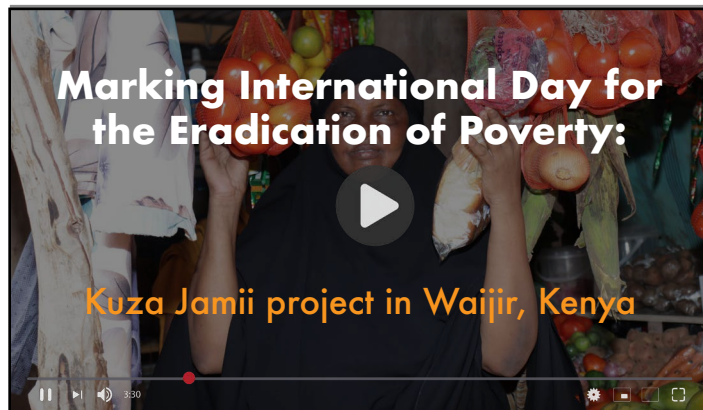 Marking International Day for
the Eradication of Poverty:
Kuza Jamii project in Waijir, Kenya
3:30